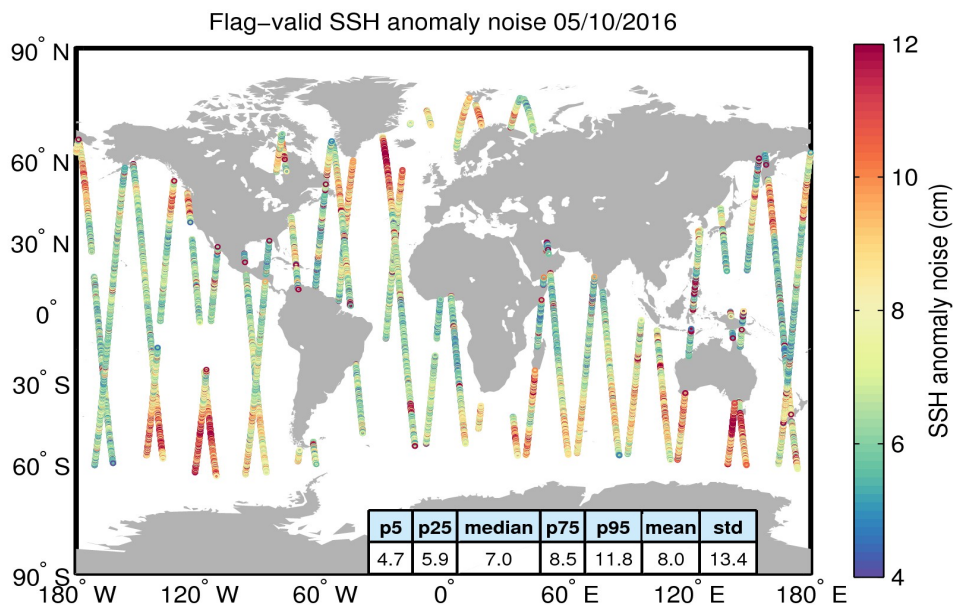 Flag−valid SSH anomaly noise 05/10/2016
90° N
60° N
30° N
0°
30° S
60° S
90° S
180° W
120° W
60° W
0°
60° E
120° E
180° E
p5 p25 median p75 p95 mean std
4.7 5.9 7.0 8.5 11.8 8.0 13.4
12
10
8
6
4
SSH anomaly noise (cm)